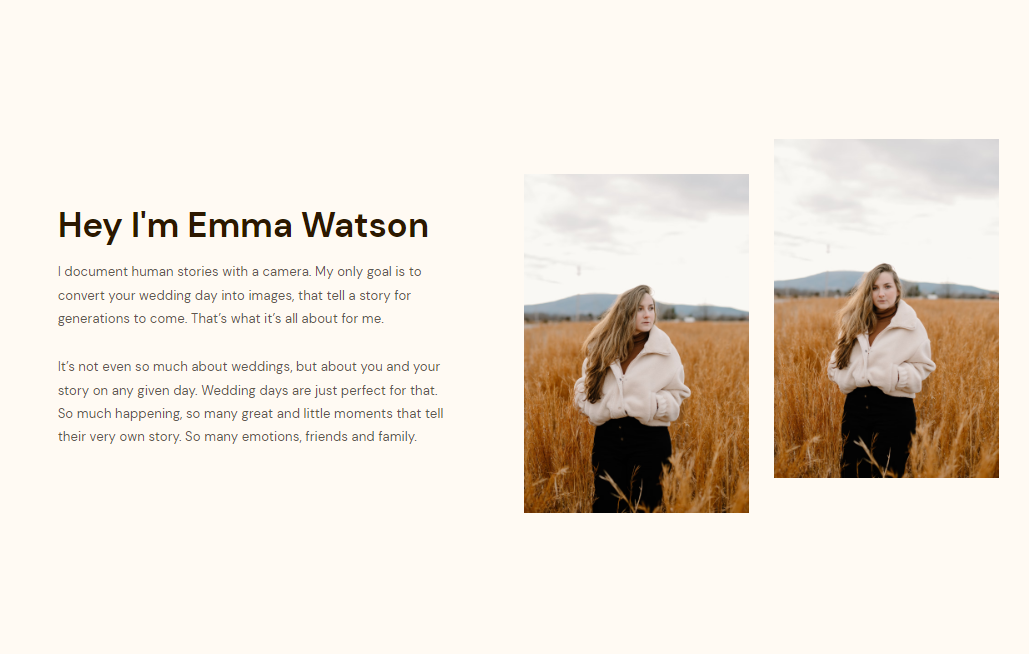 Hey I'm Emma Watson
I document human stories with a camera. My only goal is to
convert your wedding day into images, that tell a story for
generations to come. That’s what it’s all about for me.
It’s not even so much about weddings, but about you and your
story on any given day. Wedding days are just perfect for that.
So much happening, so many great and little moments that tell
their very own story. So many emotions, friends and family.